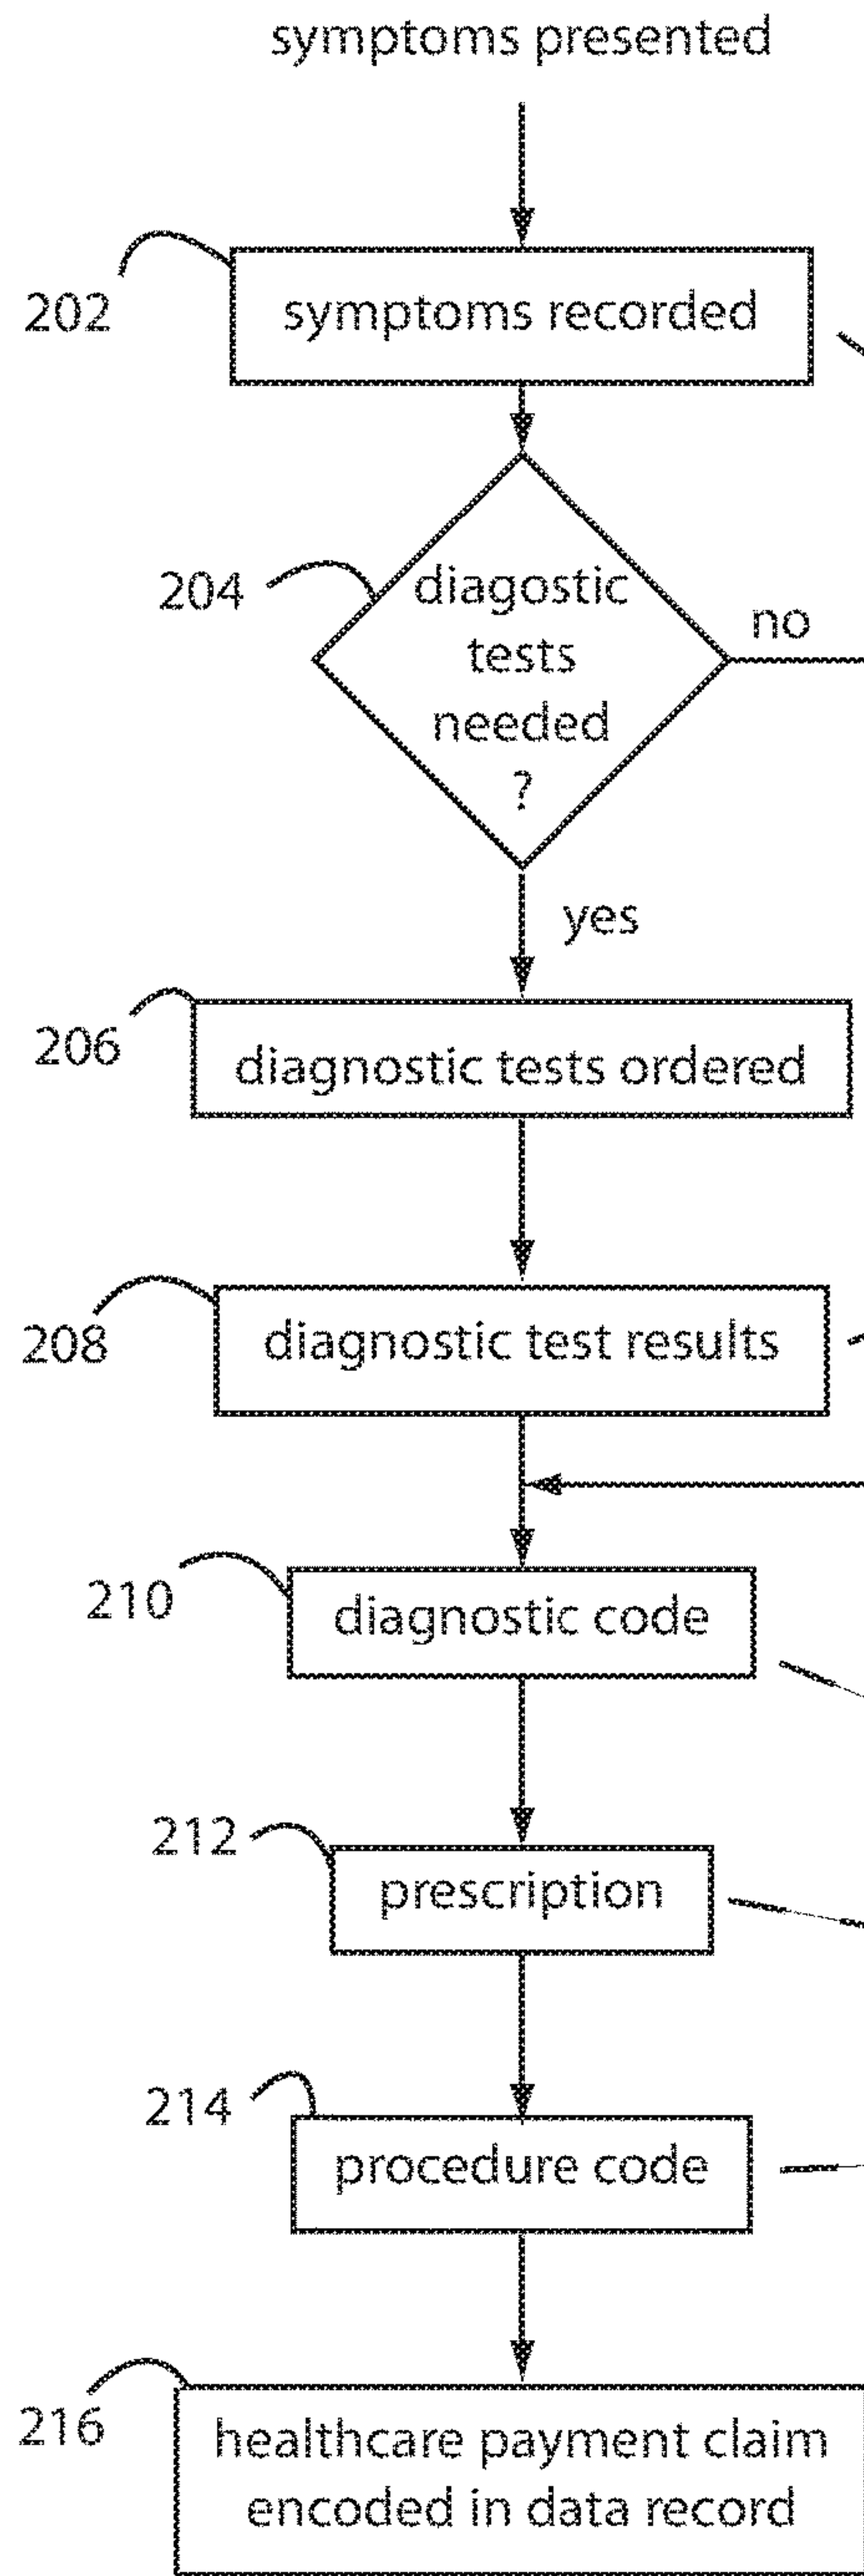 symptoms presented
202
symptoms recorded
204
diagostic
tests
needed
?
no
yes
206
diagnostic tests ordered
208
diagnostic test results
210
diagnostic code
212
prescription
214
procedure code
216
healthcare payment claim
encoded in data record